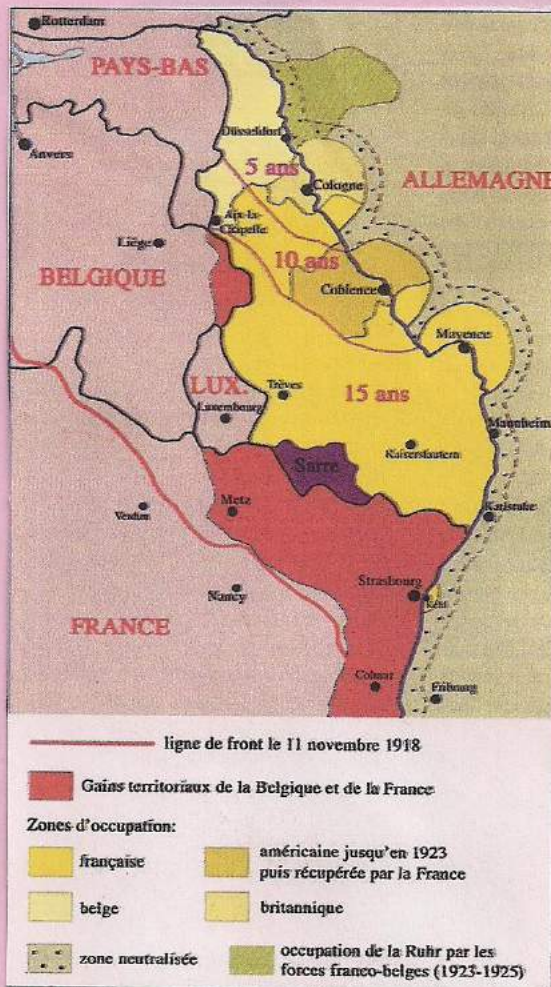 Rotterdam
PAYS-BAS
Düsseldorf
Anvers
5 ans
Cologne
ALLEMAGNE
Aix-la-
Chapelle
Liège
10 ans
BELGIQUE
Coblence
Mayence
LUX.
Trèves
15 ans
Luxembourg
Mannheim
Kaiserslautern
Sarre
Metz
Verdun
Karlsruhe
Strasbourg
Kehl
Nancy
FRANCE
Colmar
Fribourg
ligne de front le 11 novembre 1918
Gains territoriaux de la Belgique et de la France
Zones d'occupation:
française
américaine jusqu'en 1923
puis récupérée par la France
belge
britannique
zone neutralisée
occupation de la Ruhr par les
forces franco-belges (1923-1925)